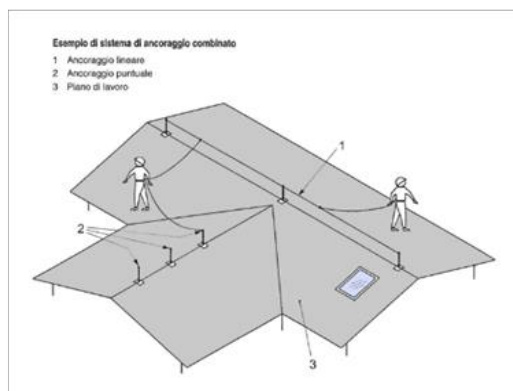 Esempio di sistema di ancoraggio combinato
1 Ancoraggio lineare
2 Ancoraggio puntuale
3 Piano di lavoro
1
2
3